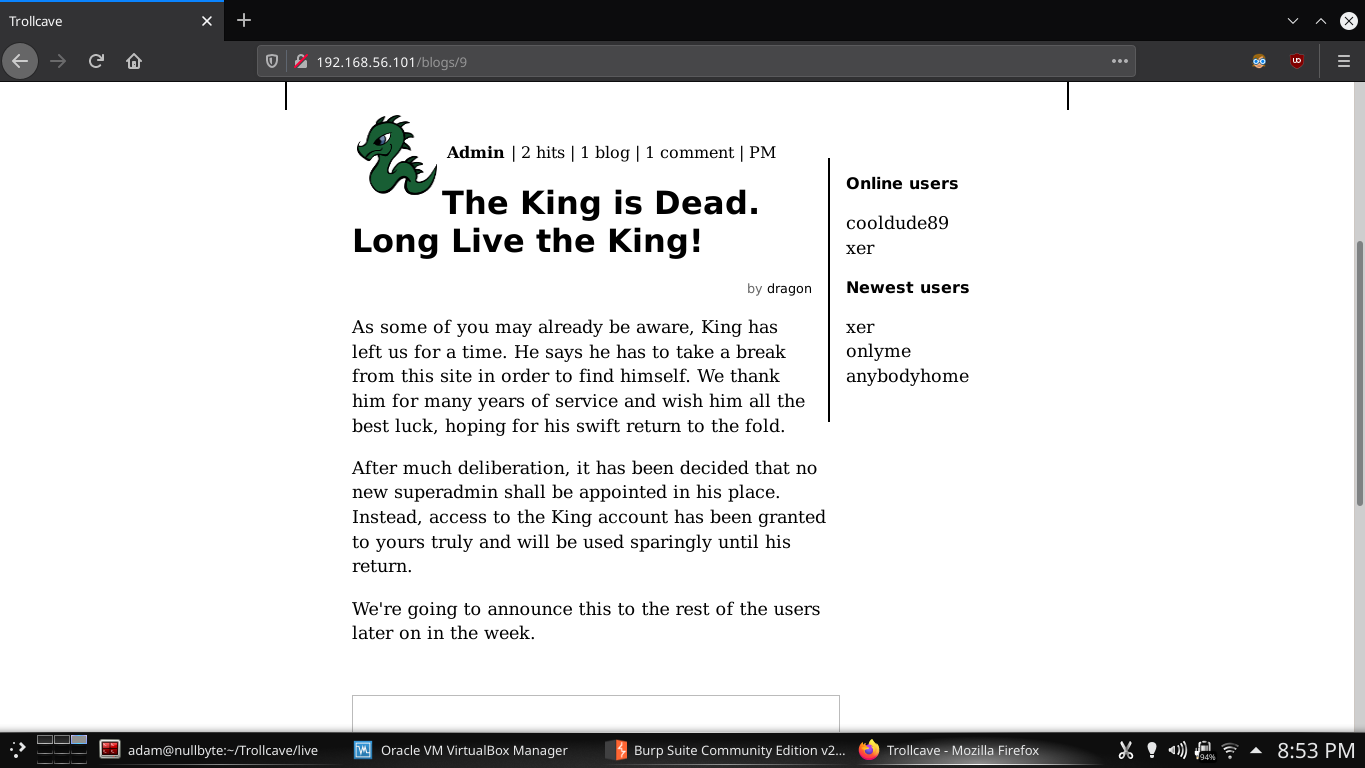 Trollcave
192.168.56.101/blogs/9
Admin | 2 hits | 1 blog | 1 comment | PM
The King is Dead.
Long Live the King!
by dragon
As some of you may already be aware, King has
left us for a time. He says he has to take a break
from this site in order to find himself. We thank
him for many years of service and wish him all the
best luck, hoping for his swift return to the fold.
After much deliberation, it has been decided that no
new superadmin shall be appointed in his place.
Instead, access to the King account has been granted
to yours truly and will be used sparingly until his
return.
We're going to announce this to the rest of the users
later on in the week.
Online users
cooldude89
xer
Newest users
xer
onlyme
anybodyhome
adam@nullbyte:~/Trollcave/live
Oracle VM VirtualBox Manager
Burp Suite Community Edition v2...
Trollcave - Mozilla Firefox
94%
8:53 PM